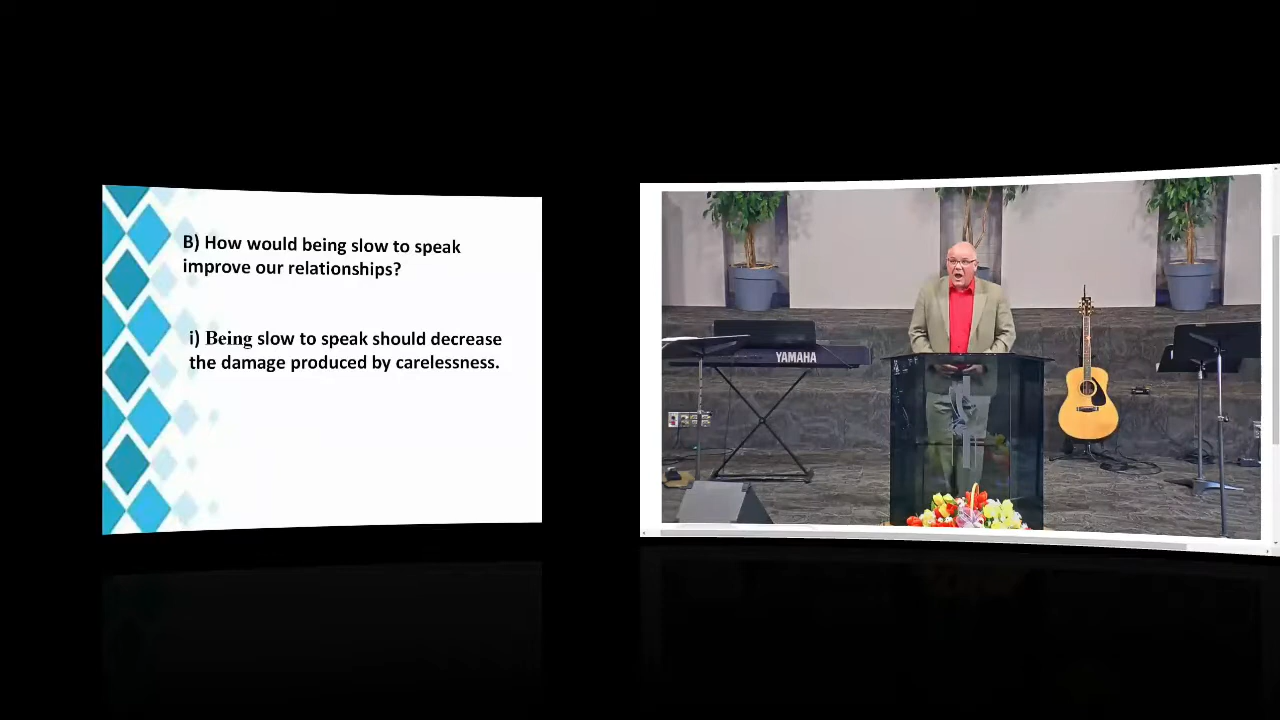 B) How would being slow to speak
improve our relationships?
i) Being slow to speak should decrease
the damage produced by carelessness.
YAMAHA